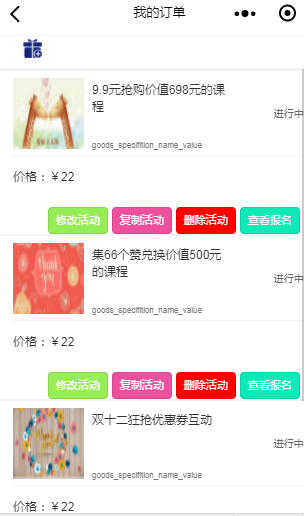 我的订单
9.9元抢购价值698元的课
程
进行中
goods_specifition_name_value
价格：￥22
修改活动 复制活动 删除活动 查看报名
集66个赞兑换价值500元
的课程
进行中
goods_specifition_name_value
价格：￥22
修改活动 复制活动 删除活动 查看报名
双十二狂抢优惠券互动
进行中
goods_specifition_name_value
价格：￥22